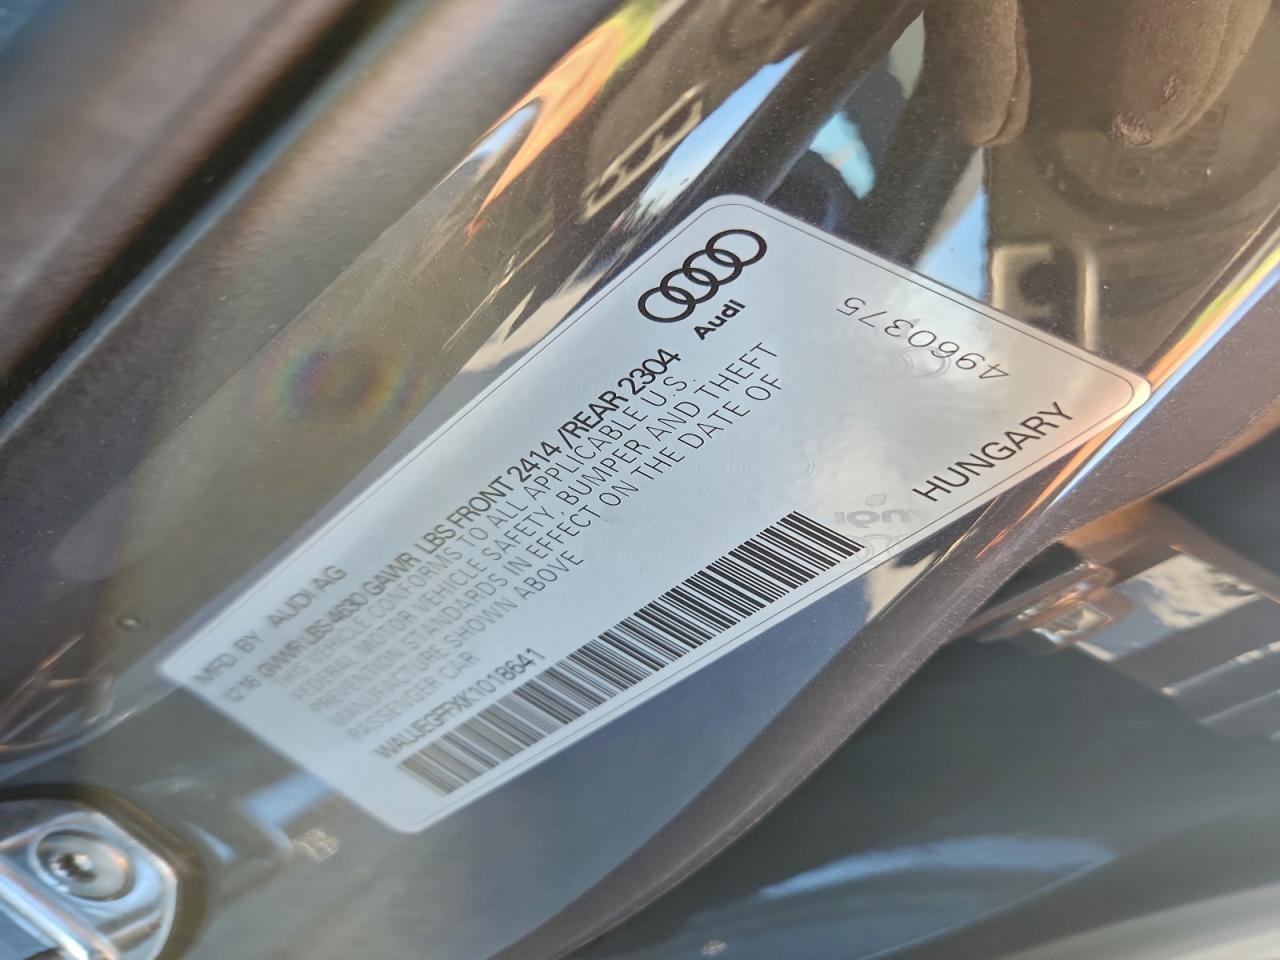 Audi
MFD BY AUDI AG
12/18 GVWR LBS 4630 GAWR LBS FRONT 2414 /REAR 2304
THIS VEHICLE CONFORMS TO ALL APPLICABLE U.S.
FEDERAL MOTOR VEHICLE SAFETY, BUMPER AND THEFT
PREVENTION STANDARDS IN EFFECT ON THE DATE OF
MANUFACTURE SHOWN ABOVE
PASSENGER CAR
HUNGARY
4960375